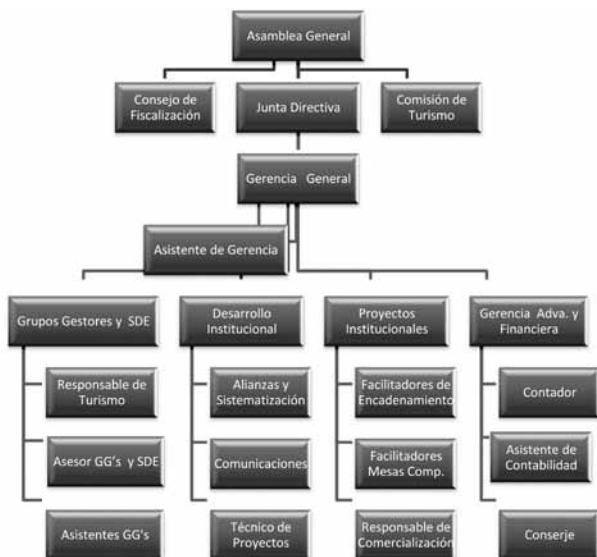 Asamblea General
Consejo de
Fiscalización
Junta Directiva
Comisión de
Turismo
Gerencia General
Asistente de Gerencia
Grupos Gestores y SDE
Desarrollo
Institucional
Proyectos
Institucionales
Gerencia Adva. y
Financiera
Responsable de
Turismo
Alianzas y
Sistematización
Facilitadores de
Encadenamiento
Contador
Asesor GG's y SDE
Comunicaciones
Facilitadores
Mesas Comp.
Asistente de
Contabilidad
Asistentes GG's
Técnico de
Proyectos
Responsable de
Comercialización
Conserje